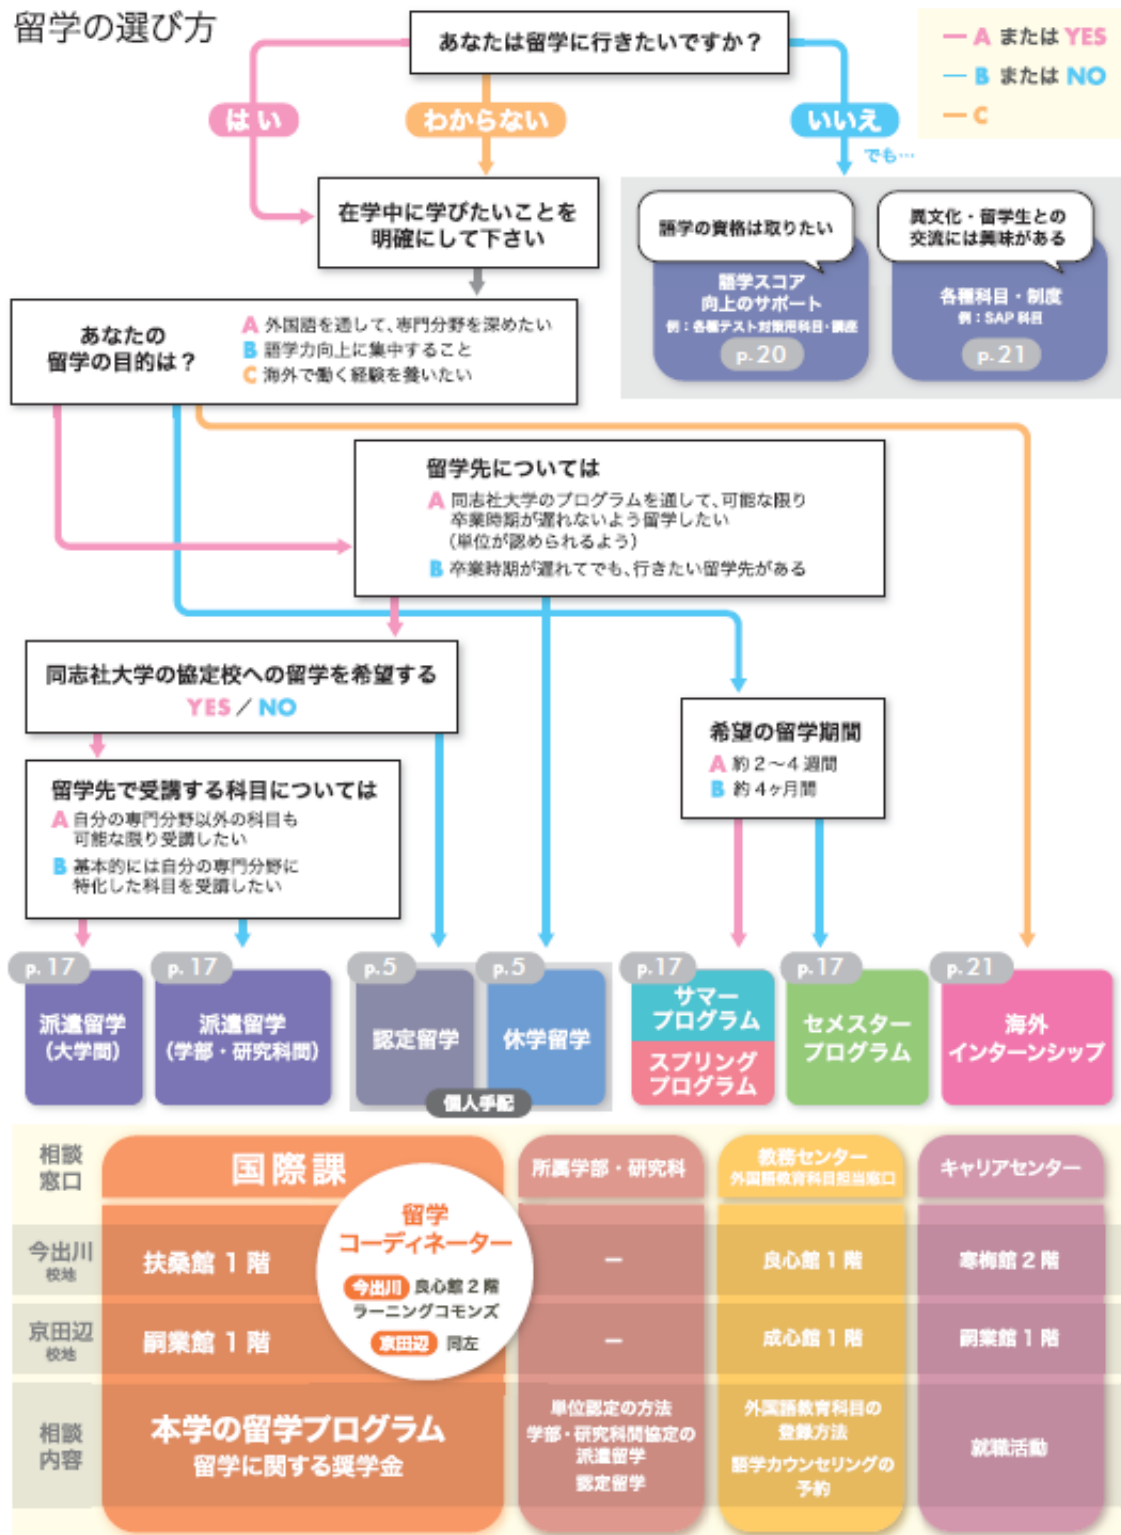 留学の選び方
あなたは留学に行きたいですか？
A または YES
B または NO
C
はい
わからない
いいえ
でも…
在学中に学びたいことを
明確にして下さい
語学の資格は取りたい
語学スコア
向上のサポート
例：各種テスト対策用科目・講座
p.20
異文化・留学生との
交流には興味がある
各種科目・制度
例：SAP 科目
p.21
あなたの
留学の目的は？
A 外国語を通して、専門分野を深めたい
B 語学力向上に集中すること
C 海外で働く経験を養いたい
留学先については
A 同志社大学のプログラムを通して、可能な限り
卒業時期が遅れないよう留学したい
（単位が認められるよう）
B 卒業時期が遅れてでも、行きたい留学先がある
同志社大学の協定校への留学を希望する
YES／NO
希望の留学期間
A 約２～４週間
B 約４ヶ月間
留学先で受講する科目については
A 自分の専門分野以外の科目も
可能な限り受講したい
B 基本的には自分の専門分野に
特化した科目を受講したい
p.17
派遣留学
（大学間）
p.17
派遣留学
（学部・研究科間）
p.5
認定留学
p.5
休学留学
個人手配
p.17
サマー
プログラム
スプリング
プログラム
p.17
セメスター
プログラム
p.21
海外
インターンシップ
相談
窓口
国際課
所属学部・研究科
教務センター
外国語教育科目担当窓口
キャリアセンター
留学
コーディネーター
今出川 良心館２階
ラーニングコモンズ
京田辺 同左
今出川
校地
扶桑館 1 階
－
良心館 1 階
寒梅館 2 階
京田辺
校地
嗣業館 1 階
－
成心館 1 階
嗣業館 1 階
相談
内容
本学の留学プログラム
留学に関する奨学金
単位認定の方法
学部・研究科間協定の
派遣留学
認定留学
外国語教育科目の
登録方法
語学カウンセリングの
予約
就職活動